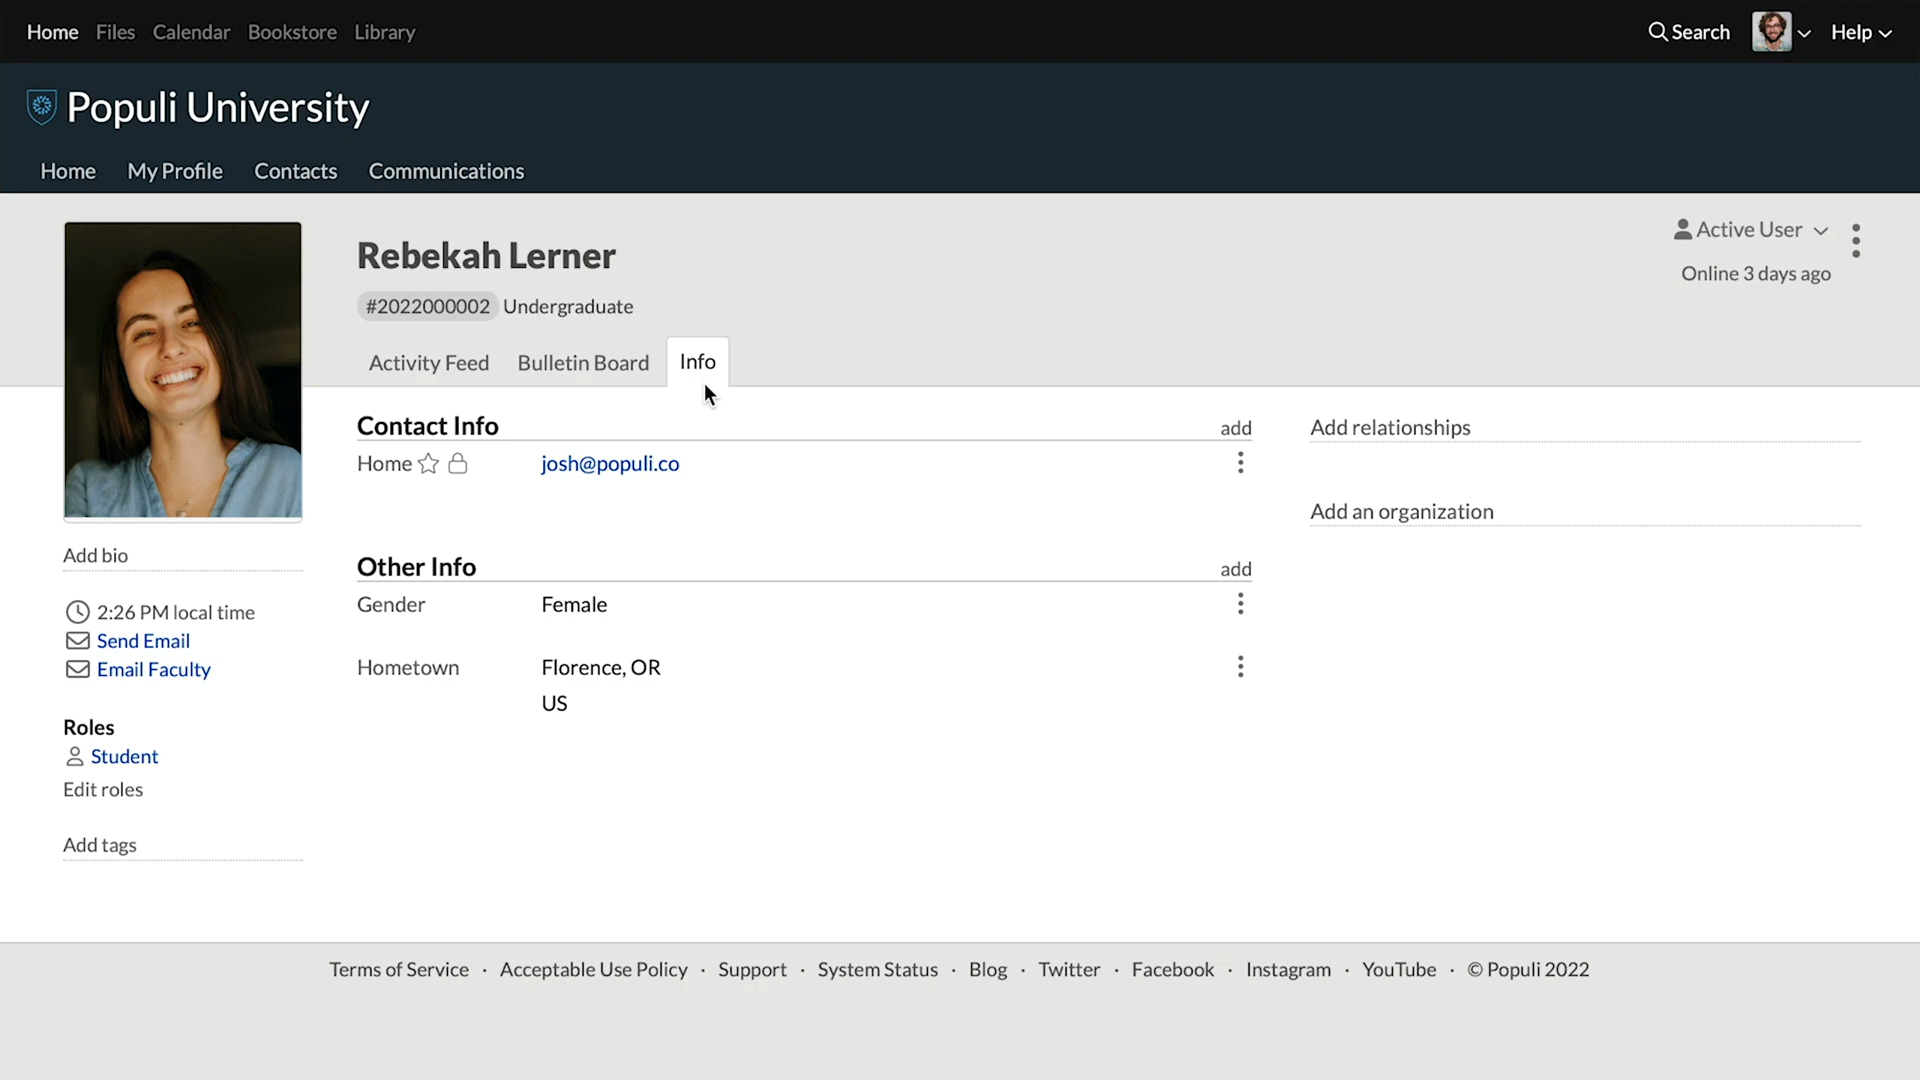 Home Files Calendar Bookstore Library Search Help
Populi University
Home My Profile Contacts Communications
Active User
Rebekah Lerner
Online 3 days ago
#2022000002 Undergraduate
Activity Feed Bulletin Board Info
Contact Info add
Home josh@populi.co
Add relationships
Add an organization
Other Info add
Gender Female
Hometown Florence, OR
US
Add bio
2:26 PM local time
Send Email
Email Faculty
Roles
Student
Edit roles
Add tags
Terms of Service · Acceptable Use Policy · Support · System Status · Blog · Twitter · Facebook · Instagram · YouTube · © Populi 2022